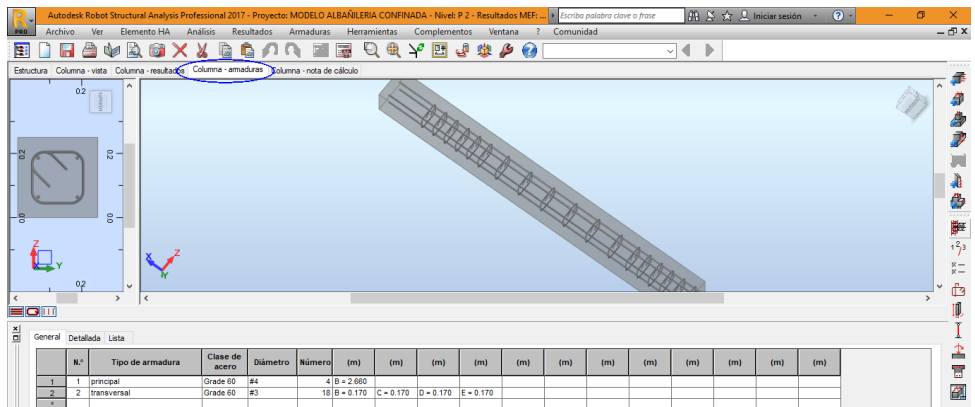 Autodesk Robot Structural Analysis Professional 2017 - Proyecto: MODELO ALBAÑILERIA CONFINADA - Nivel: P 2 - Resultados MEF: ... Escriba palabra clave o frase Iniciar sesión
PRO Archivo Ver Elemento HA Análisis Resultados Armaduras Herramientas Complementos Ventana ? Comunidad
Estructura Columna - vista Columna - resultados Columna - armaduras Columna - nota de cálculo
0.2
0.2 0.2
0.0 0.0
Z
X Y
0.2
X Z
Y
General Detallada Lista
N.º Tipo de armadura Clase de acero Diámetro Número (m) (m) (m) (m) (m) (m) (m) (m) (m) (m) (m)
1 1 principal Grade 60 #4 4 B = 2.660
2 2 transversal Grade 60 #3 18 B = 0.170 C = 0.170 D = 0.170 E = 0.170
*